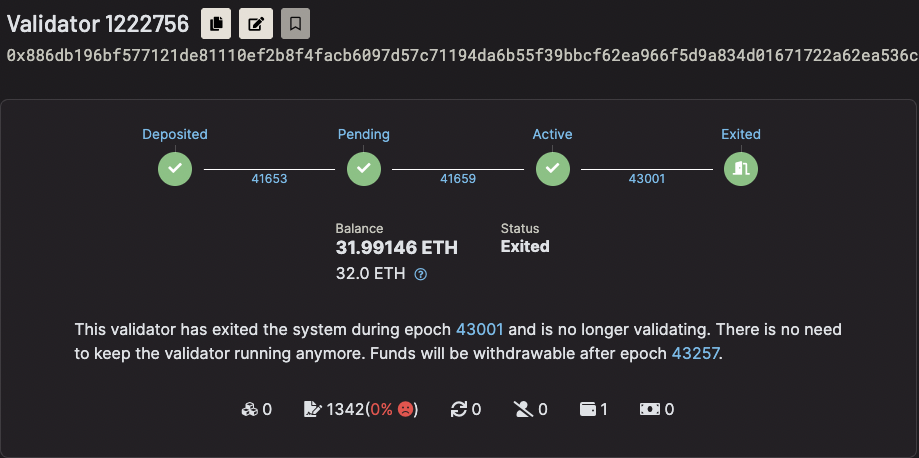 Validator 1222756
0x886db196bf577121de81110ef2b8f4facb6097d57c71194da6b55f39bbcf62ea966f5d9a834d01671722a62ea536c
Deposited Pending Active Exited
41653 41659 43001
Balance Status
31.99146 ETH Exited
32.0 ETH
This validator has exited the system during epoch 43001 and is no longer validating. There is no need
to keep the validator running anymore. Funds will be withdrawable after epoch 43257.
0 1342(0% ) 0 0 1 0